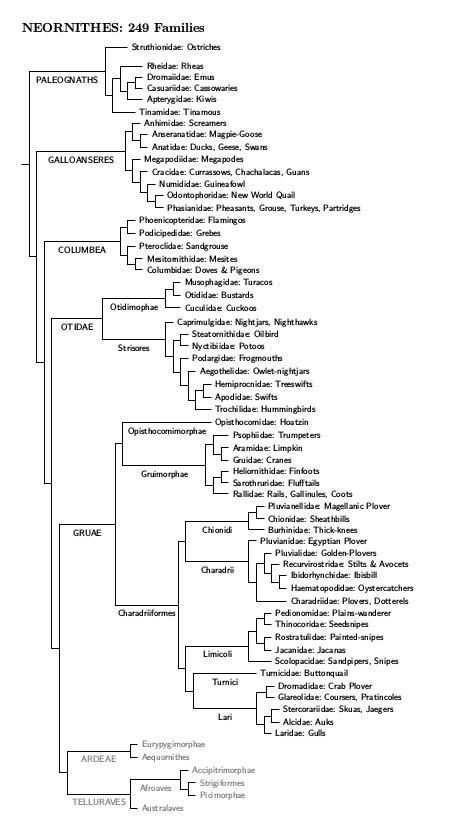 NEORNITHES: 249 Families
Struthionidae: Ostriches
Rheidae: Rheas
Dromaiidae: Emus
PALEOGNATHS
Casuariidae: Cassowaries
Apterygidae: Kiwis
Tinamidae: Tinamous
Anhimidae: Screamers
Anseranatidae: Magpie-Goose
Anatidae: Ducks, Geese, Swans
GALLOANSERES
Megapodiidae: Megapodes
Cracidae: Currassows, Chachalacas, Guans
Numididae: Guineafowl
Odontophoridae: New World Quail
Phasianidae: Pheasants, Grouse, Turkeys, Partridges
Phoenicopteridae: Flamingos
Podicipedidae: Grebes
COLUMBEA
Pteroclidae: Sandgrouse
Mesitornithidae: Mesites
Columbidae: Doves & Pigeons
Musophagidae: Turacos
Otididae: Bustards
Otidimophae
Cuculidae: Cuckoos
OTIDAE
Caprimulgidae: Nightjars, Nighthawks
Steatornithidae: Oilbird
Strisores
Nyctibiidae: Potoos
Podargidae: Frogmouths
Aegothelidae: Owlet-nightjars
Hemiprocnidae: Treeswifts
Apodidae: Swifts
Trochilidae: Hummingbirds
Opisthocomidae: Hoatzin
Opisthocomimorphae
Psophiidae: Trumpeters
Aramidae: Limpkin
Gruidae: Cranes
Gruimorphae
Heliornithidae: Finfoots
Sarothruridae: Flufftails
Rallidae: Rails, Gallinules, Coots
Pluvianellidae: Magellanic Plover
Chionidae: Sheathbills
Chionidi
Burhinidae: Thick-knees
GRUAE
Pluvianidae: Egyptian Plover
Pluvialidae: Golden-Plovers
Recurvirostridae: Stilts & Avocets
Charadrii
Ibidorhynchidae: Ibisbill
Haematopodidae: Oystercatchers
Charadriidae: Plovers, Dotterels
Charadriiformes
Pedionomidae: Plains-wanderer
Thinocoridae: Seedsnipes
Rostratulidae: Painted-snipes
Limicoli
Jacanidae: Jacanas
Scolopacidae: Sandpipers, Snipes
Turnicidae: Buttonquail
Turnici
Dromadidae: Crab Plover
Glareolidae: Coursers, Pratincoles
Stercorariidae: Skuas, Jaegers
Lari
Alcidae: Auks
Laridae: Gulls
Eurypygimorphae
ARDEAE
Aequornithes
Accipitrimorphae
Afroaves
Strigiformes
Picimorphae
TELLURAVES
Australaves